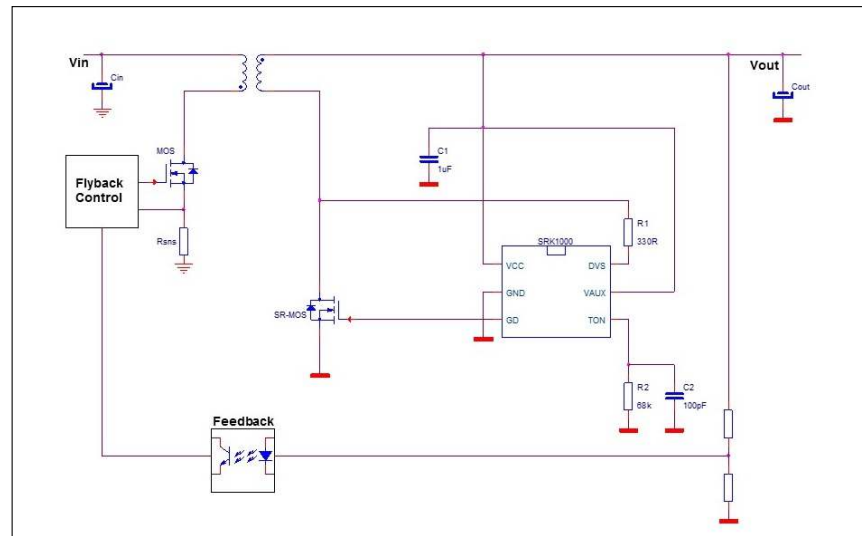 Vin
Vout
Cin
Cout
MOS
C1
1uF
Flyback
Control
R1
330R
SRK1000
Rsns
VCC
DVS
GND
VAUX
SR-MOS
GD
TON
R2
68k
C2
100pF
Feedback